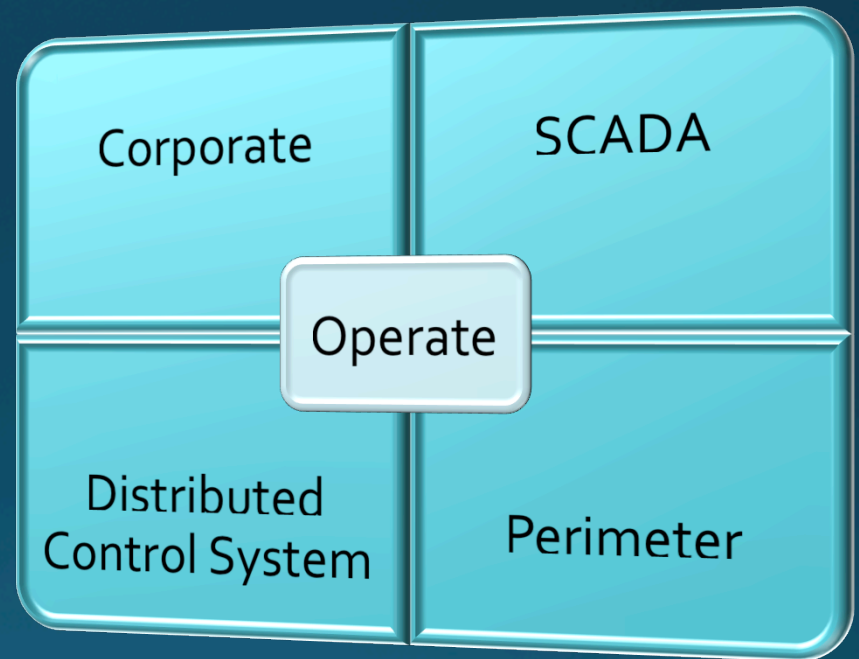 Corporate
SCADA
Operate
Distributed
Control System
Perimeter